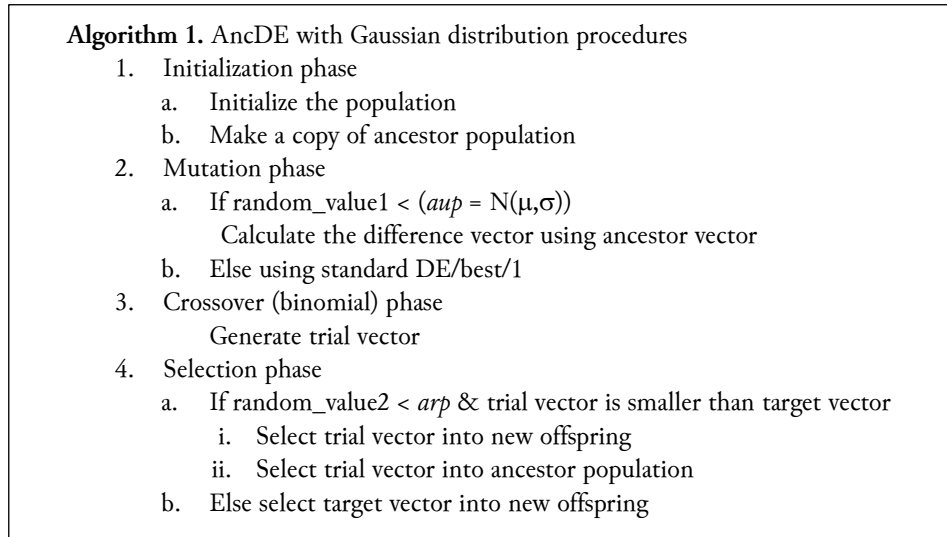 Algorithm 1. AncDE with Gaussian distribution procedures
1. Initialization phase
a. Initialize the population
b. Make a copy of ancestor population
2. Mutation phase
a. If random_value1 < (aup = N(μ,σ))
Calculate the difference vector using ancestor vector
b. Else using standard DE/best/1
3. Crossover (binomial) phase
Generate trial vector
4. Selection phase
a. If random_value2 < arp & trial vector is smaller than target vector
i. Select trial vector into new offspring
ii. Select trial vector into ancestor population
b. Else select target vector into new offspring